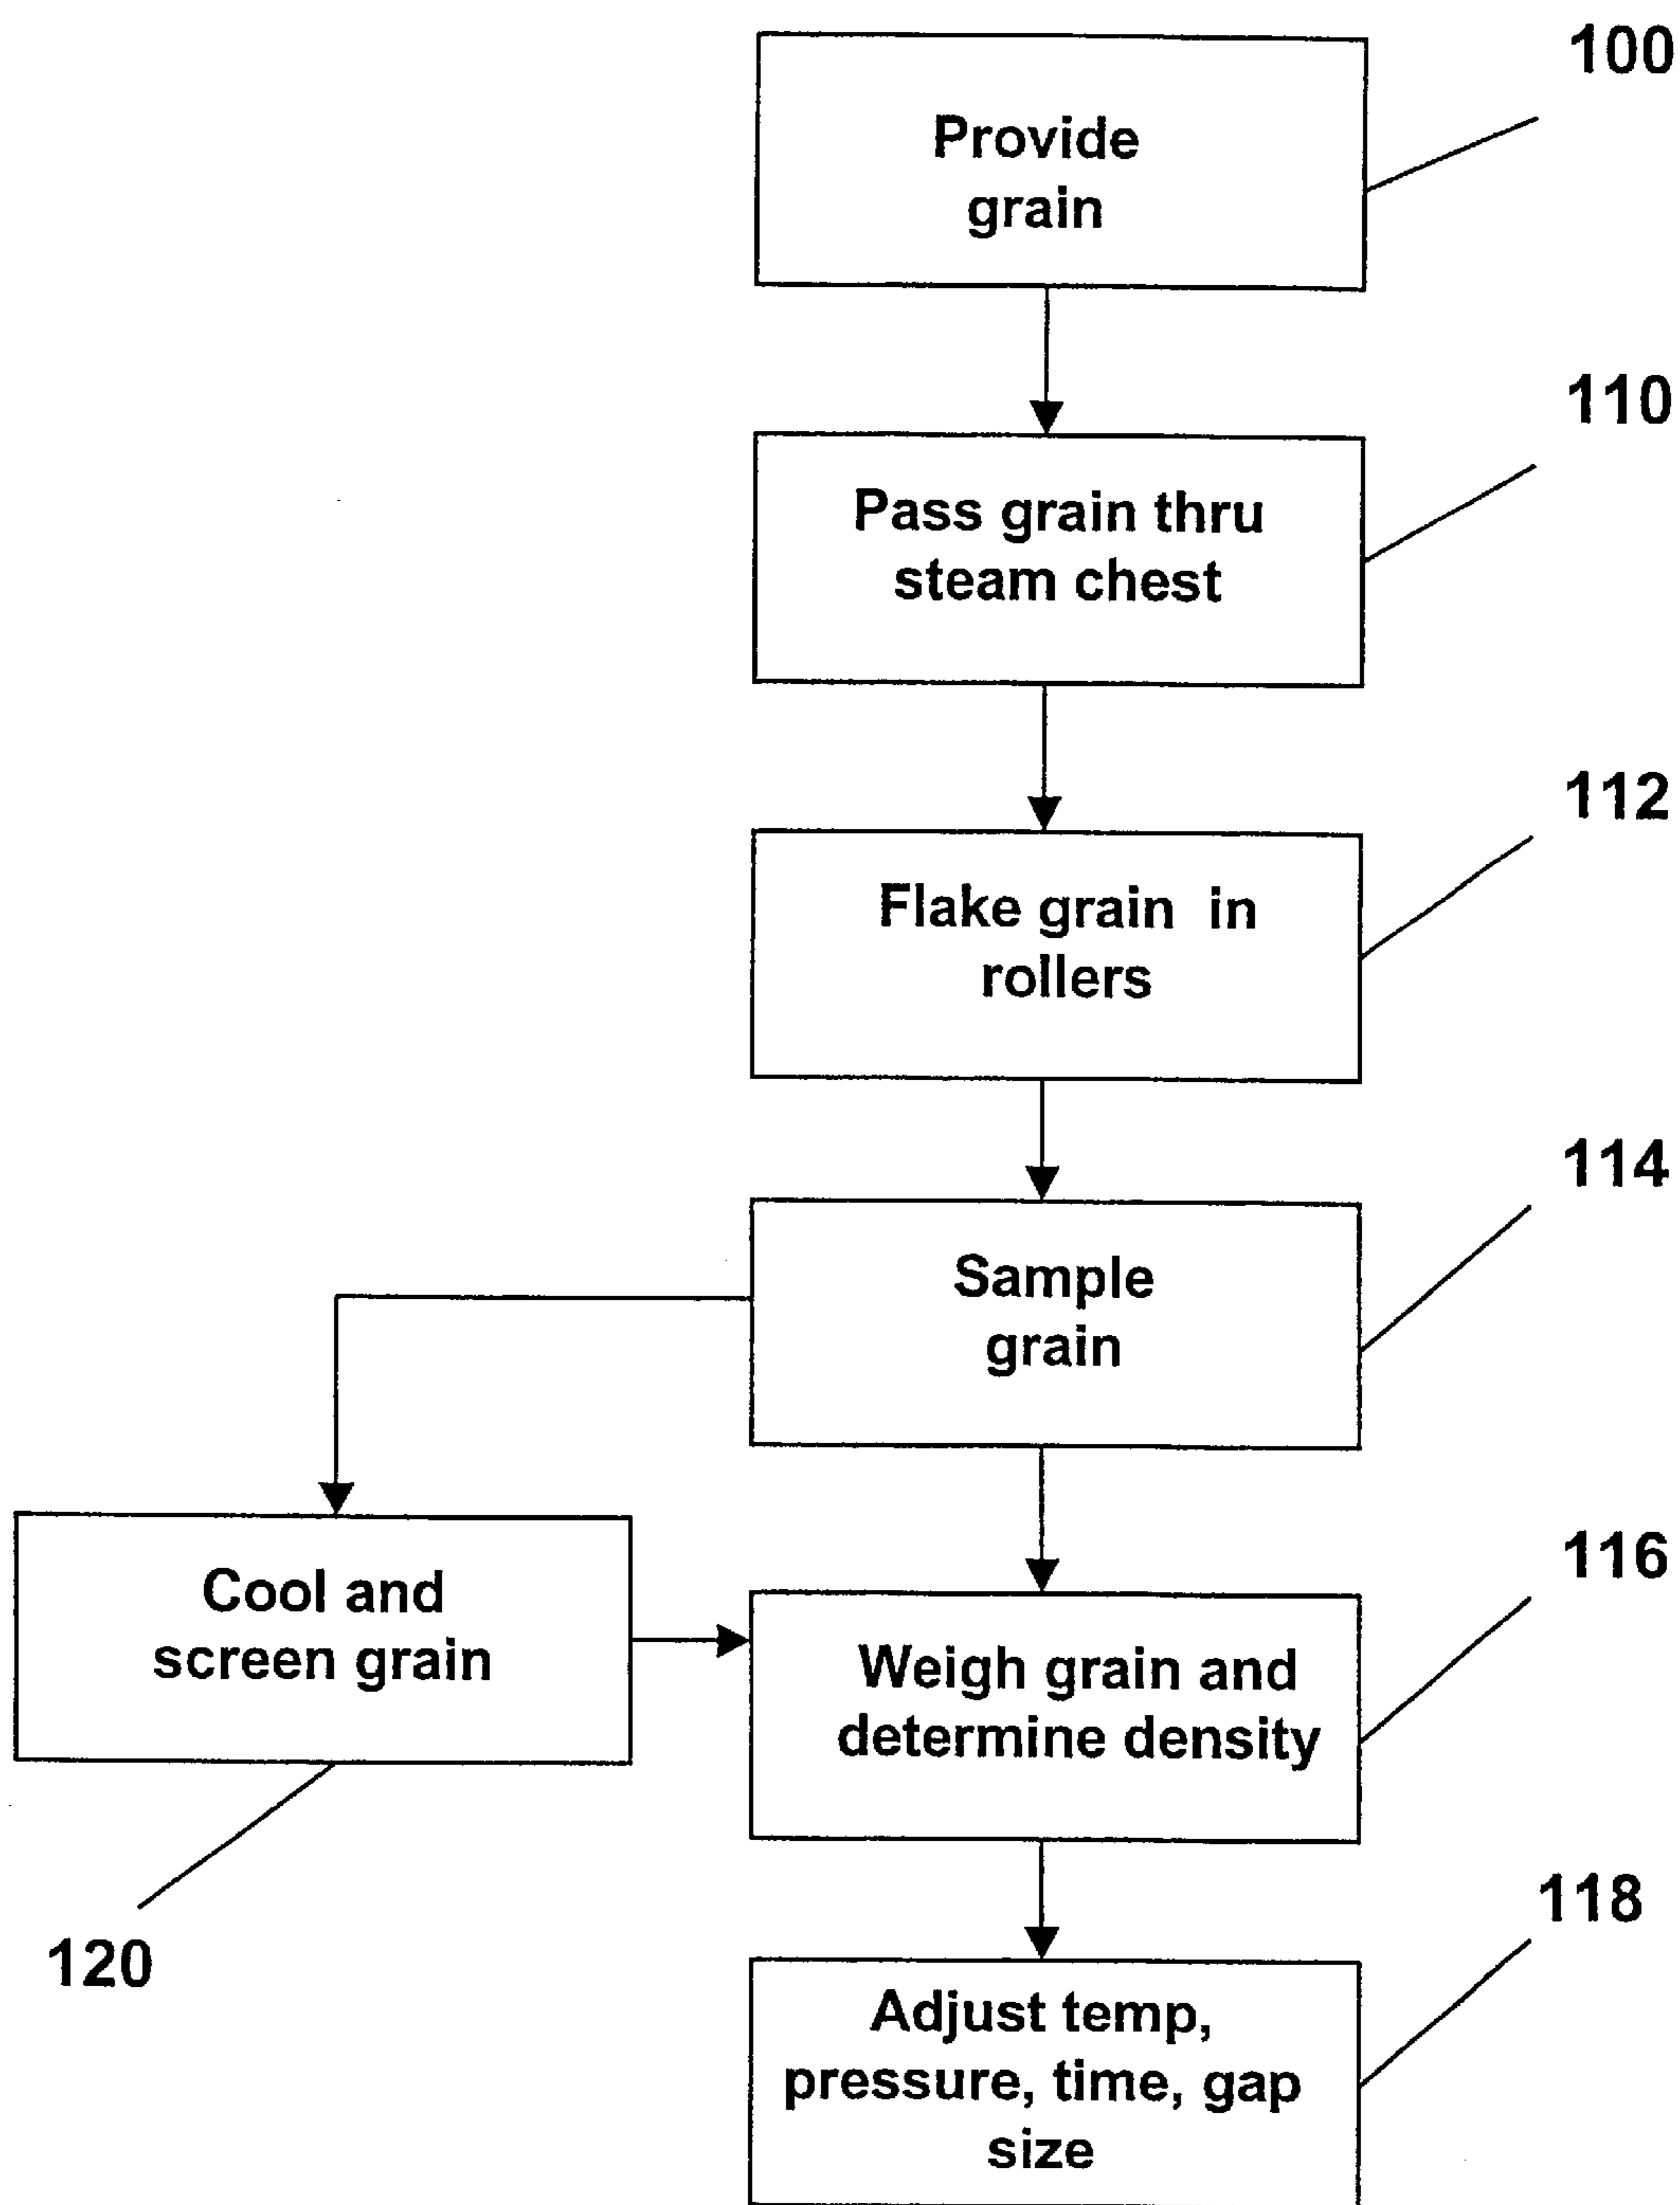 100
Provide
grain
110
Pass grain thru
steam chest
112
Flake grain in
rollers
114
Sample
grain
116
Cool and
screen grain
Weigh grain and
determine density
120
118
Adjust temp,
pressure, time, gap
size